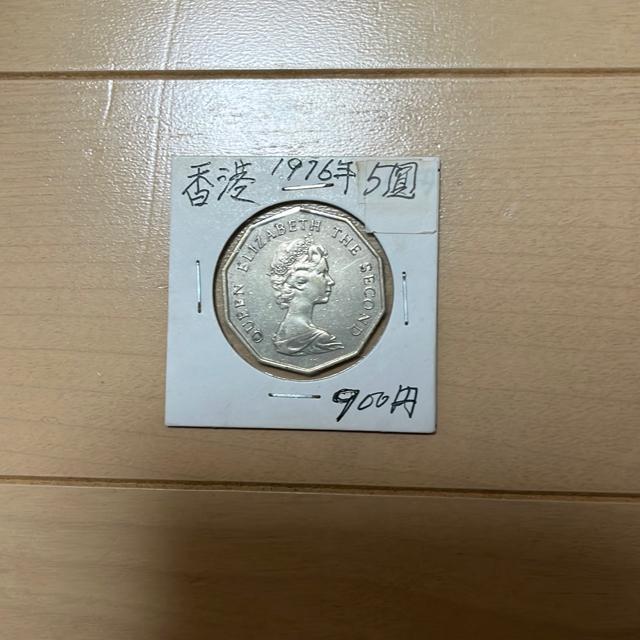 香港 1976年 5圓
QUEEN ELIZABETH THE SECOND
900円